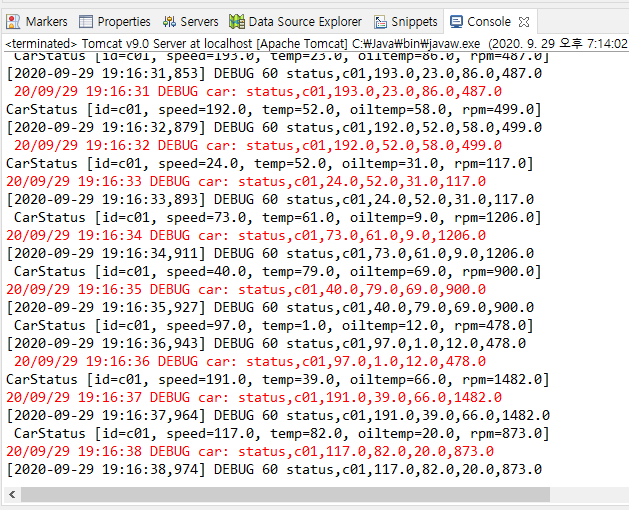 Markers Properties Servers Data Source Explorer Snippets Console
<terminated> Tomcat v9.0 Server at localhost [Apache Tomcat] C:₩Java₩bin₩javaw.exe (2020. 9. 29 오후 7:14:02
CarStatus [id=c01, speed=193.0, temp=23.0, oiltemp=86.0, rpm=487.0]
[2020-09-29 19:16:31,853] DEBUG 60 status,c01,193.0,23.0,86.0,487.0
20/09/29 19:16:31 DEBUG car: status,c01,193.0,23.0,86.0,487.0
CarStatus [id=c01, speed=192.0, temp=52.0, oiltemp=58.0, rpm=499.0]
[2020-09-29 19:16:32,879] DEBUG 60 status,c01,192.0,52.0,58.0,499.0
20/09/29 19:16:32 DEBUG car: status,c01,192.0,52.0,58.0,499.0
CarStatus [id=c01, speed=24.0, temp=52.0, oiltemp=31.0, rpm=117.0]
20/09/29 19:16:33 DEBUG car: status,c01,24.0,52.0,31.0,117.0
[2020-09-29 19:16:33,893] DEBUG 60 status,c01,24.0,52.0,31.0,117.0
CarStatus [id=c01, speed=73.0, temp=61.0, oiltemp=9.0, rpm=1206.0]
20/09/29 19:16:34 DEBUG car: status,c01,73.0,61.0,9.0,1206.0
[2020-09-29 19:16:34,911] DEBUG 60 status,c01,73.0,61.0,9.0,1206.0
CarStatus [id=c01, speed=40.0, temp=79.0, oiltemp=69.0, rpm=900.0]
20/09/29 19:16:35 DEBUG car: status,c01,40.0,79.0,69.0,900.0
[2020-09-29 19:16:35,927] DEBUG 60 status,c01,40.0,79.0,69.0,900.0
CarStatus [id=c01, speed=97.0, temp=1.0, oiltemp=12.0, rpm=478.0]
[2020-09-29 19:16:36,943] DEBUG 60 status,c01,97.0,1.0,12.0,478.0
20/09/29 19:16:36 DEBUG car: status,c01,97.0,1.0,12.0,478.0
CarStatus [id=c01, speed=191.0, temp=39.0, oiltemp=66.0, rpm=1482.0]
20/09/29 19:16:37 DEBUG car: status,c01,191.0,39.0,66.0,1482.0
[2020-09-29 19:16:37,964] DEBUG 60 status,c01,191.0,39.0,66.0,1482.0
CarStatus [id=c01, speed=117.0, temp=82.0, oiltemp=20.0, rpm=873.0]
20/09/29 19:16:38 DEBUG car: status,c01,117.0,82.0,20.0,873.0
[2020-09-29 19:16:38,974] DEBUG 60 status,c01,117.0,82.0,20.0,873.0